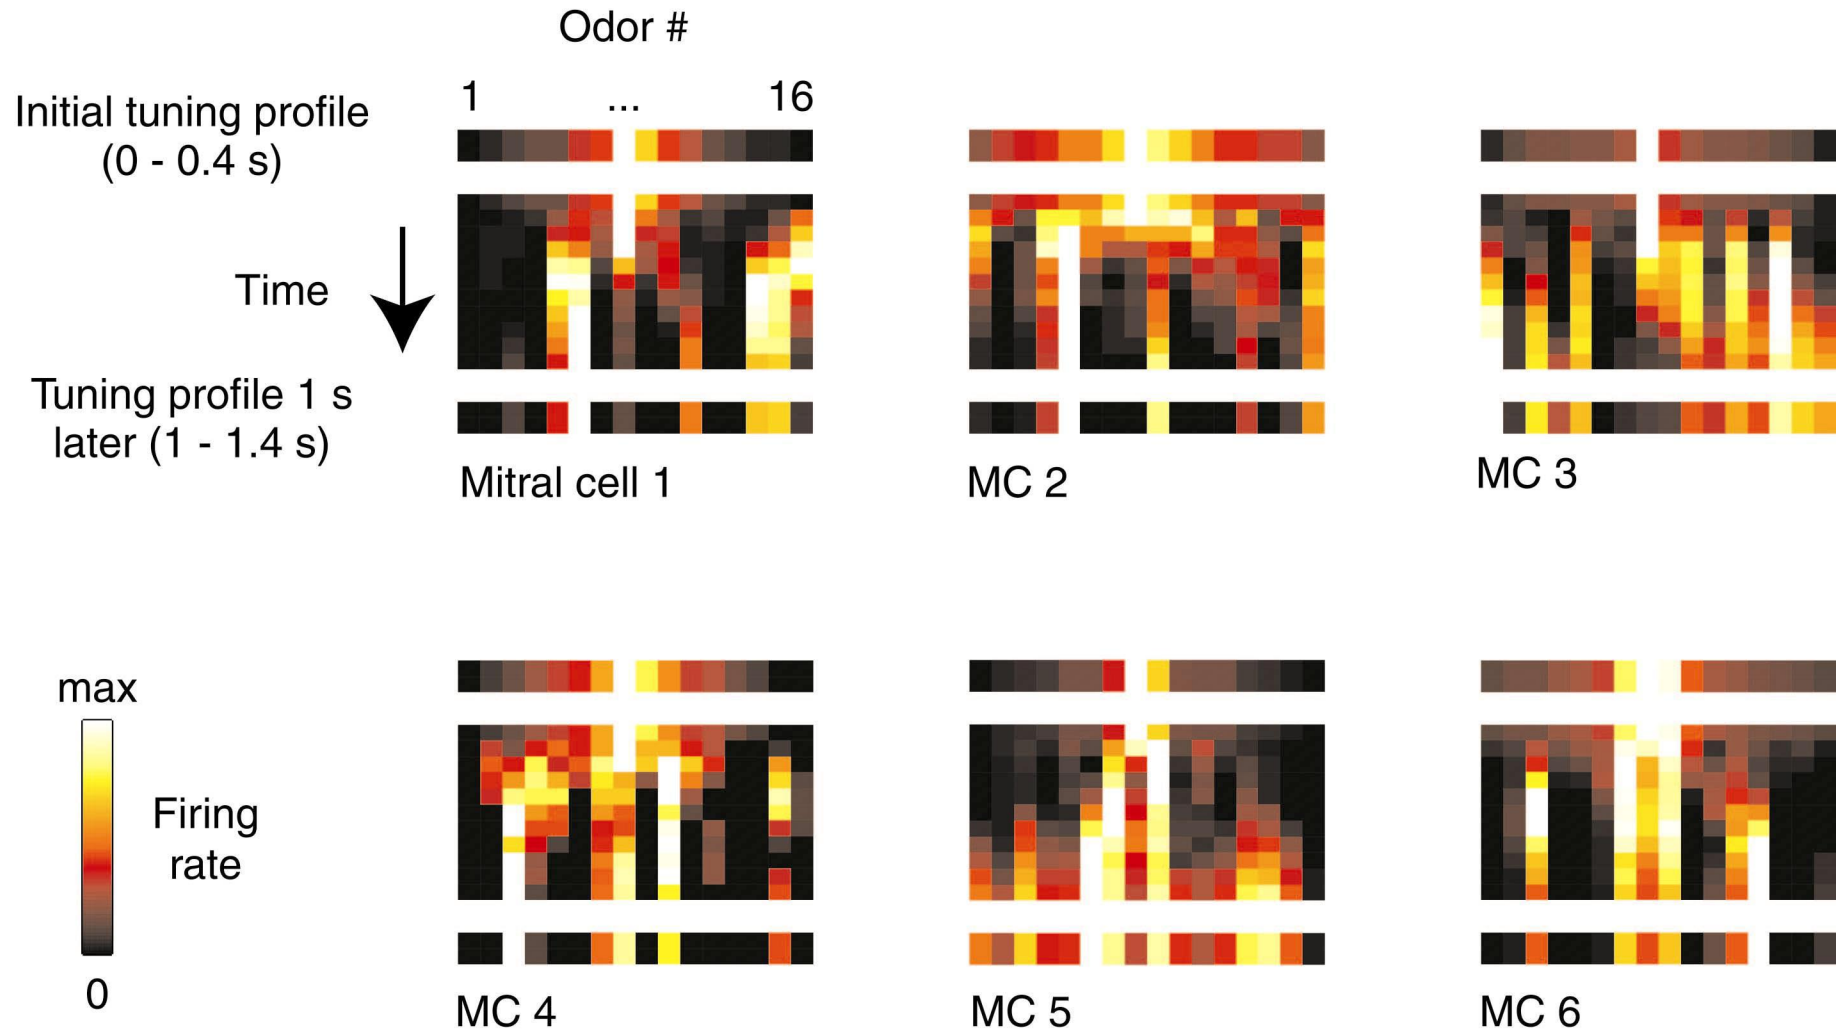 Odor #
1 ... 16
Initial tuning profile
(0 - 0.4 s)
Time
Tuning profile 1 s
later (1 - 1.4 s)
Mitral cell 1
MC 2
MC 3
max
Firing
rate
0
MC 4
MC 5
MC 6